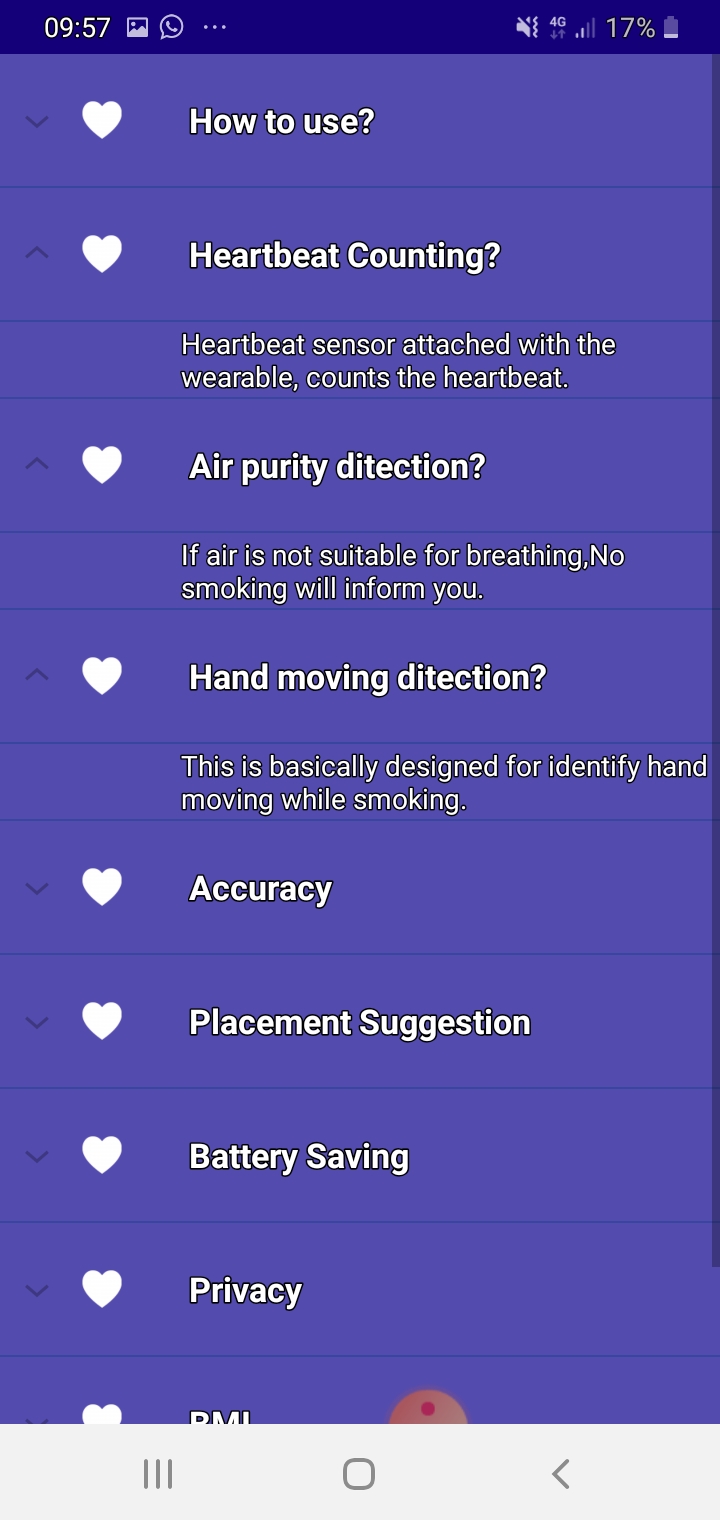 09:57
4G
17%
How to use?
Heartbeat Counting?
Heartbeat sensor attached with the
wearable, counts the heartbeat.
Air purity ditection?
If air is not suitable for breathing,No
smoking will inform you.
Hand moving ditection?
This is basically designed for identify hand
moving while smoking.
Accuracy
Placement Suggestion
Battery Saving
Privacy
BMI